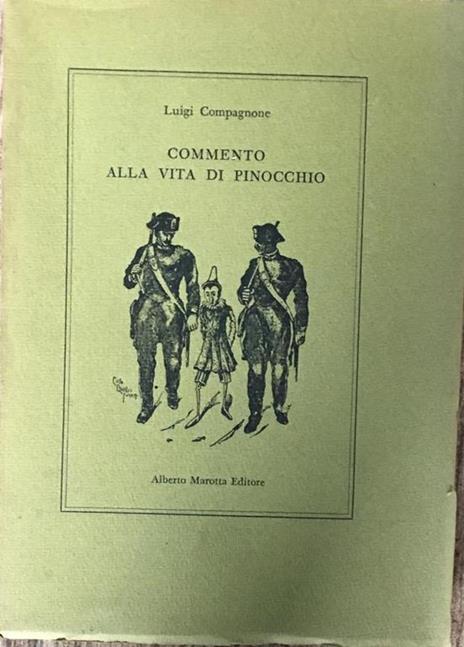 Luigi Compagnone
COMMENTO
ALLA VITA DI PINOCCHIO
Alberto Marotta Editore